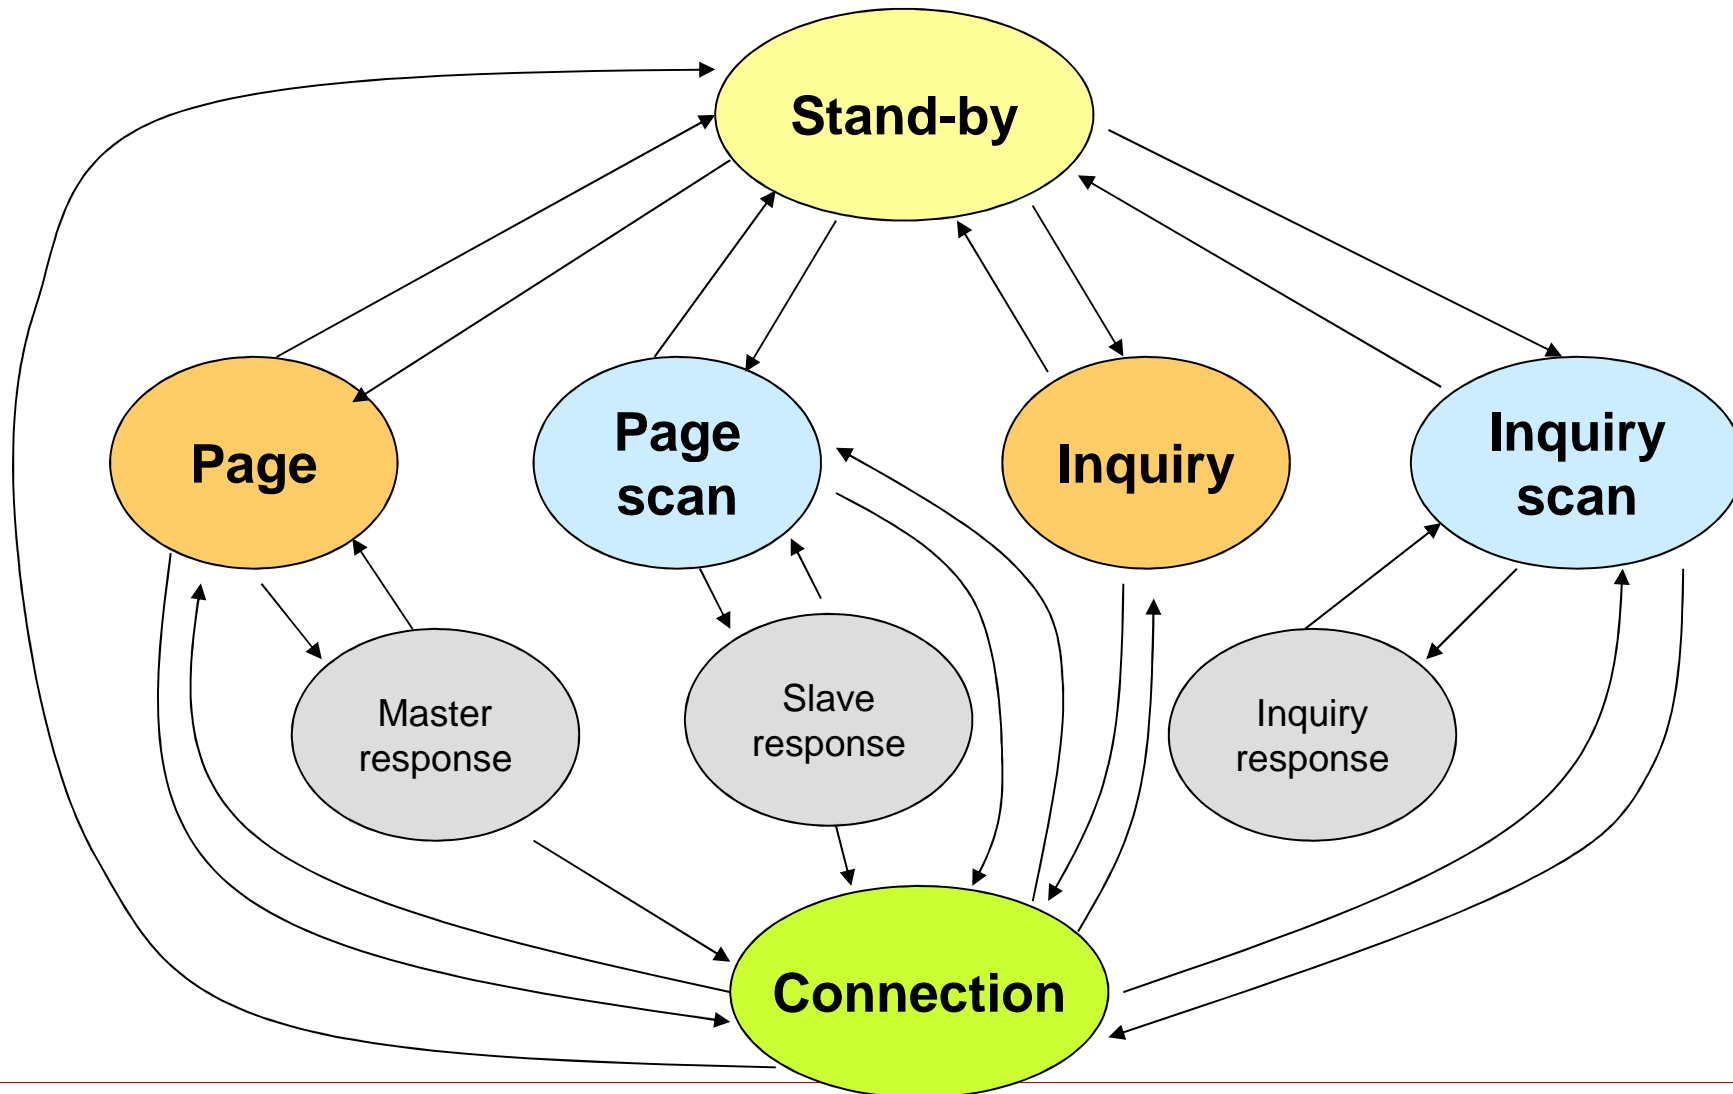 Stand-by
Page
Page
scan
Inquiry
Inquiry
scan
Master
response
Slave
response
Inquiry
response
Connection